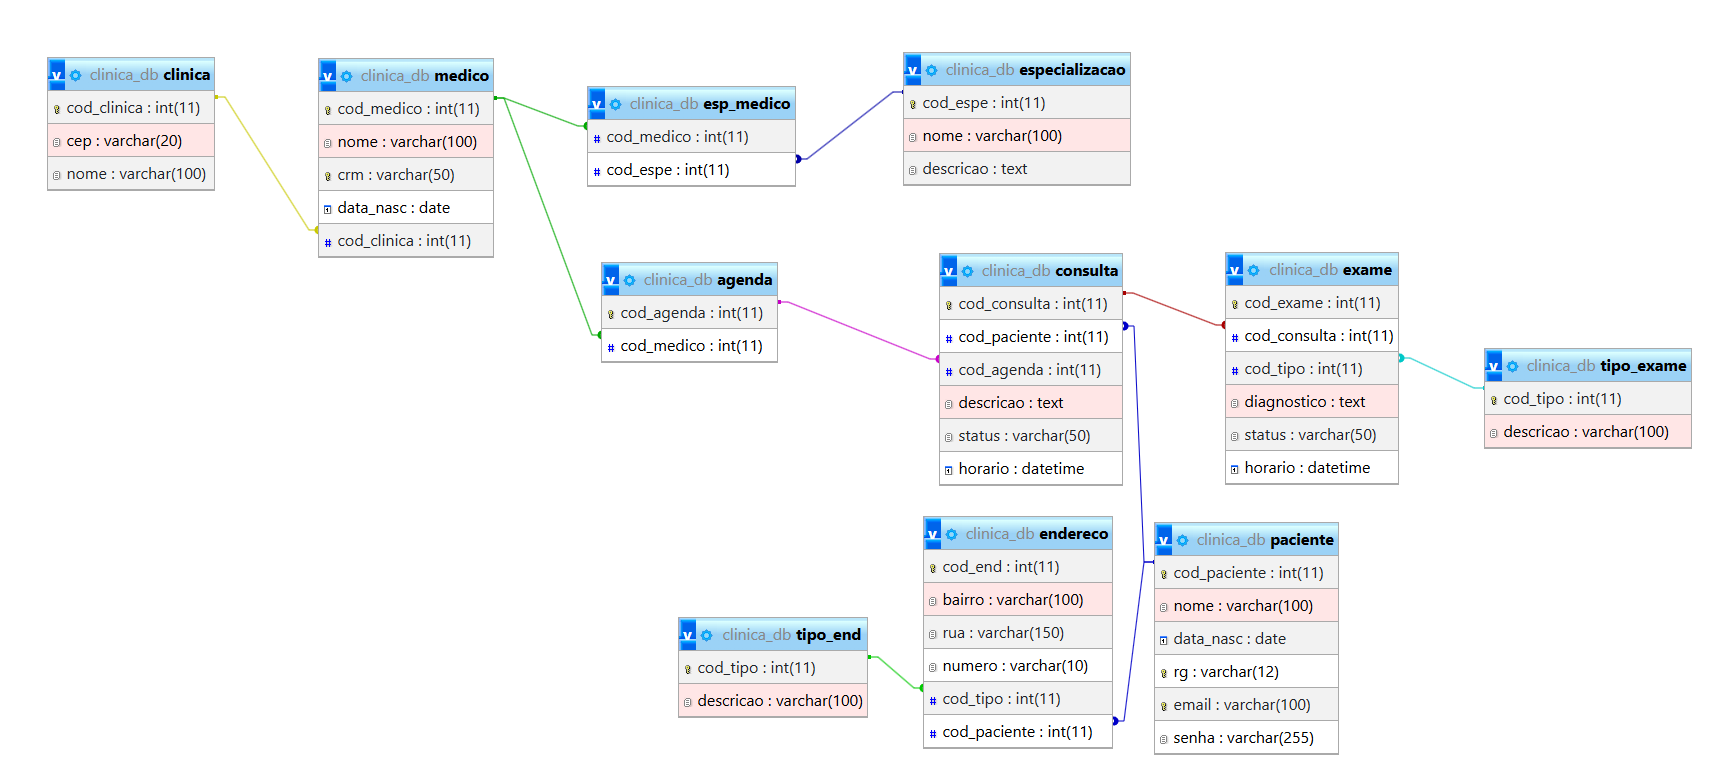 clinica_db clinica
cod_clinica : int(11)
cep : varchar(20)
nome : varchar(100)
clinica_db medico
cod_medico : int(11)
nome : varchar(100)
crm : varchar(50)
data_nasc : date
cod_clinica : int(11)
clinica_db esp_medico
cod_medico : int(11)
cod_espe : int(11)
clinica_db especializacao
cod_espe : int(11)
nome : varchar(100)
descricao : text
clinica_db agenda
cod_agenda : int(11)
cod_medico : int(11)
clinica_db consulta
cod_consulta : int(11)
cod_paciente : int(11)
cod_agenda : int(11)
descricao : text
status : varchar(50)
horario : datetime
clinica_db exame
cod_exame : int(11)
cod_consulta : int(11)
cod_tipo : int(11)
diagnostico : text
status : varchar(50)
horario : datetime
clinica_db tipo_exame
cod_tipo : int(11)
descricao : varchar(100)
clinica_db tipo_end
cod_tipo : int(11)
descricao : varchar(100)
clinica_db endereco
cod_end : int(11)
bairro : varchar(100)
rua : varchar(150)
numero : varchar(10)
cod_tipo : int(11)
cod_paciente : int(11)
clinica_db paciente
cod_paciente : int(11)
nome : varchar(100)
data_nasc : date
rg : varchar(12)
email : varchar(100)
senha : varchar(255)